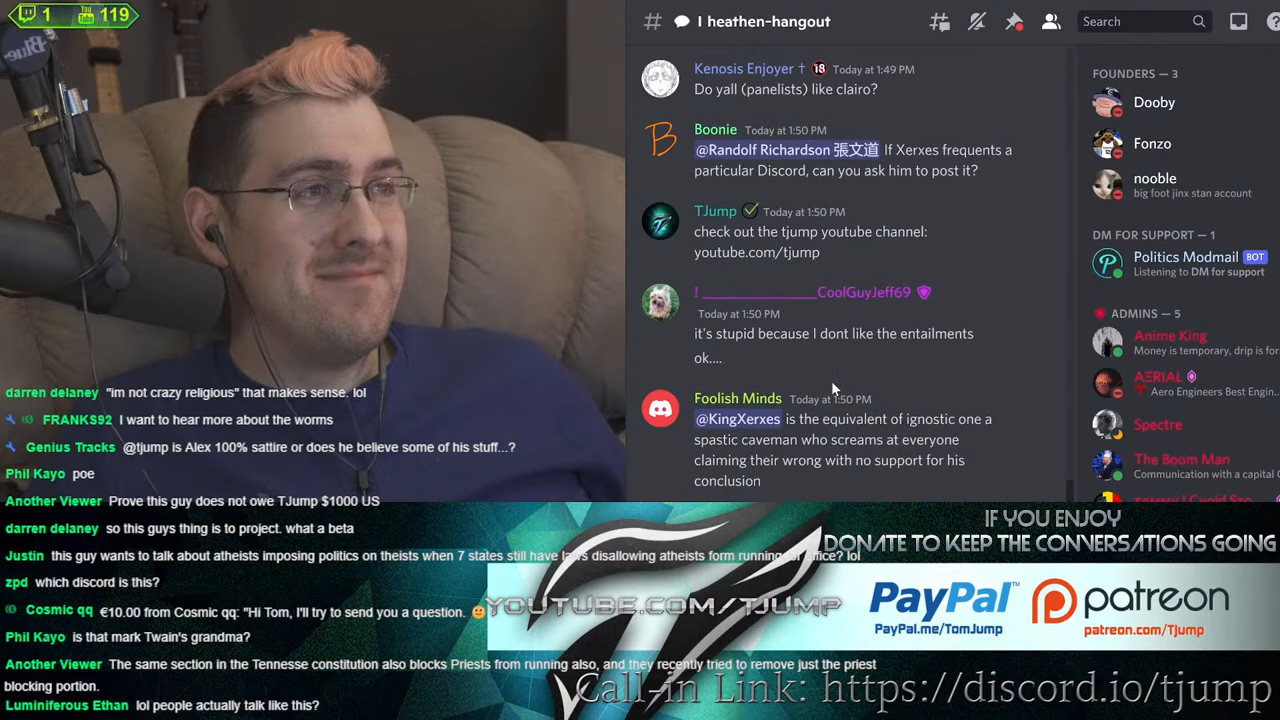 1
You Tube 119
Blue
darren delaney "im not crazy religious" that makes sense. lol
FRANKS92 I want to hear more about the worms
Genius Tracks @tjump is Alex 100% sattire or does he believe some of his stuff...?
Phil Kayo poe
Another Viewer Prove this guy does not owe TJump $1000 US
darren delaney so this guys thing is to project. what a beta
Justin this guy wants to talk about atheists imposing politics on theists when 7 states still have laws disallowing atheists form running for office? lol
zpd which discord is this?
Cosmic qq €10.00 from Cosmic qq: "Hi Tom, I'll try to send you a question.
Phil Kayo is that mark Twain's grandma?
Another Viewer The same section in the Tennesse constitution also blocks Priests from running also, and they recently tried to remove just the priest
blocking portion.
Luminiferous Ethan lol people actually talk like this?
# I heathen-hangout
Search
Kenosis Enjoyer † 18 Today at 1:49 PM
Do yall (panelists) like clairo?
Boonie Today at 1:50 PM
@Randolf Richardson 張文道 If Xerxes frequents a
particular Discord, can you ask him to post it?
TJump Today at 1:50 PM
check out the tjump youtube channel:
youtube.com/tjump
! ________________CoolGuyJeff69
Today at 1:50 PM
it's stupid because I dont like the entailments
ok....
Foolish Minds Today at 1:50 PM
@KingXerxes is the equivalent of ignostic one a
spastic caveman who screams at everyone
claiming their wrong with no support for his
conclusion
FOUNDERS — 3
Dooby
Fonzo
nooble
big foot jinx stan account
DM FOR SUPPORT — 1
Politics Modmail BOT
Listening to DM for support
ADMINS — 5
Anime King
Money is temporary, drip is for
AΞRIAL
Aero Engineers Best Engin..
Spectre
The Boom Man
Communication with a capital C
IF YOU ENJOY
DONATE TO KEEP THE CONVERSATIONS GOING
YOUTUBE.COM/TJUMP
PayPal™
PayPal.me/TomJump
patreon
patreon.com/Tjump
Call-in Link: https://discord.io/tjump